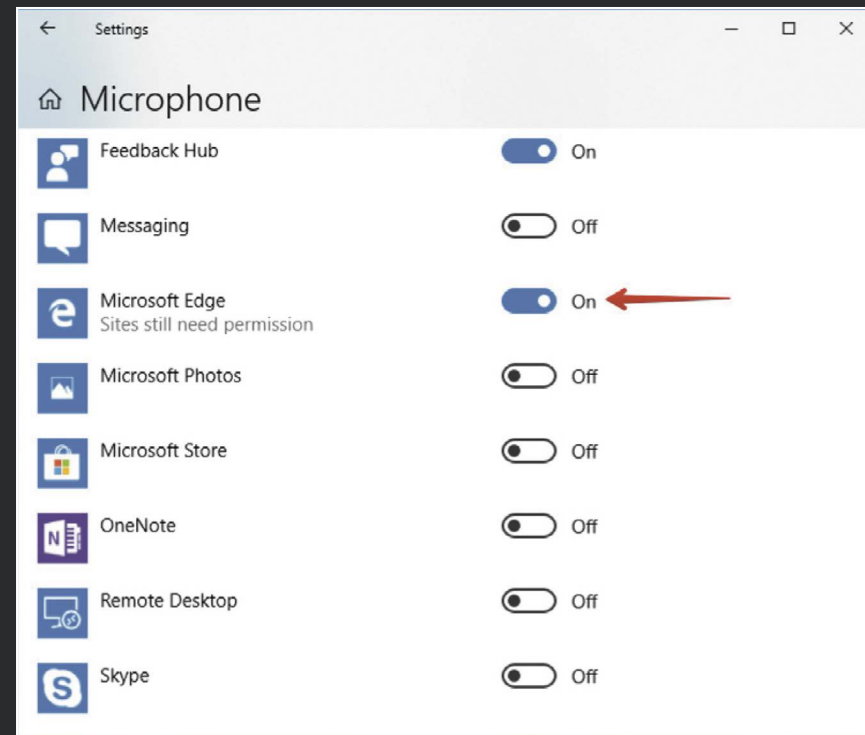 Settings
Microphone
Feedback Hub On
Messaging Off
Microsoft Edge On
Sites still need permission
Microsoft Photos Off
Microsoft Store Off
OneNote Off
Remote Desktop Off
Skype Off